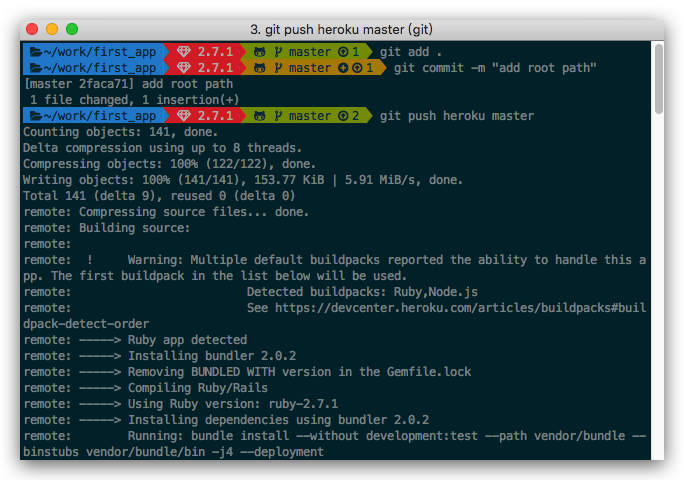 3. git push heroku master (git)
~/work/first_app 2.7.1 master 1 git add .
~/work/first_app 2.7.1 master 1 git commit -m "add root path"
[master 2faca71] add root path
1 file changed, 1 insertion(+)
~/work/first_app 2.7.1 master 2 git push heroku master
Counting objects: 141, done.
Delta compression using up to 8 threads.
Compressing objects: 100% (122/122), done.
Writing objects: 100% (141/141), 153.77 KiB | 5.91 MiB/s, done.
Total 141 (delta 9), reused 0 (delta 0)
remote: Compressing source files... done.
remote: Building source:
remote:
remote:  !     Warning: Multiple default buildpacks reported the ability to handle this a
pp. The first buildpack in the list below will be used.
remote:                       Detected buildpacks: Ruby,Node.js
remote:                       See https://devcenter.heroku.com/articles/buildpacks#buil
dpack-detect-order
remote: -----> Ruby app detected
remote: -----> Installing bundler 2.0.2
remote: -----> Removing BUNDLED WITH version in the Gemfile.lock
remote: -----> Compiling Ruby/Rails
remote: -----> Using Ruby version: ruby-2.7.1
remote: -----> Installing dependencies using bundler 2.0.2
remote:        Running: bundle install --without development:test --path vendor/bundle --
binstubs vendor/bundle/bin -j4 --deployment